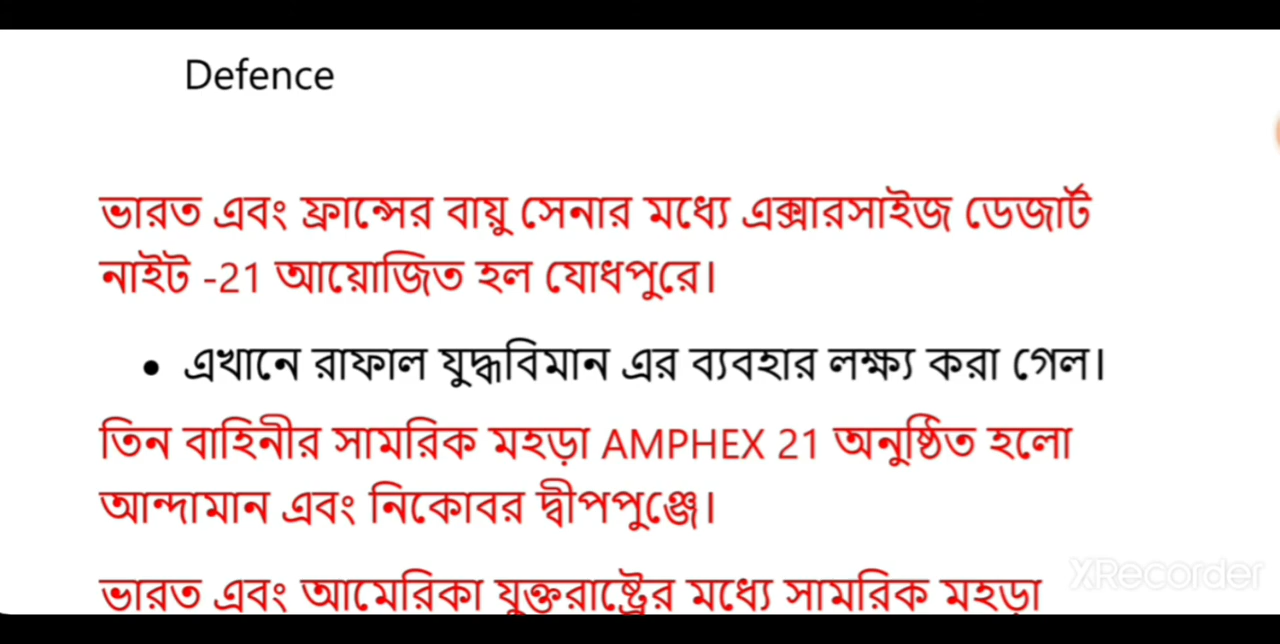 Defence
ভারত এবং ফ্রান্সের বায়ু সেনার মধ্যে এক্সারসাইজ ডেজার্ট
নাইট -21 আয়োজিত হল যোধপুরে।
• এখানে রাফাল যুদ্ধবিমান এর ব্যবহার লক্ষ্য করা গেল।
তিন বাহিনীর সামরিক মহড়া AMPHEX 21 অনুষ্ঠিত হলো
আন্দামান এবং নিকোবর দ্বীপপুঞ্জে।
ভারত এবং আমেরিকা যুক্তরাষ্ট্রের মধ্যে সামরিক মহড়া
XRecorder